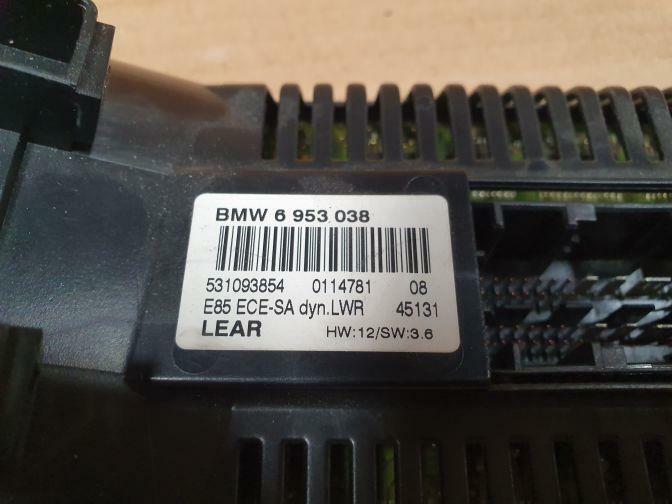 BMW 6 953 038
531093854 0114781 08
E85 ECE-SA dyn.LWR 45131
LEAR HW:12/SW:3.6